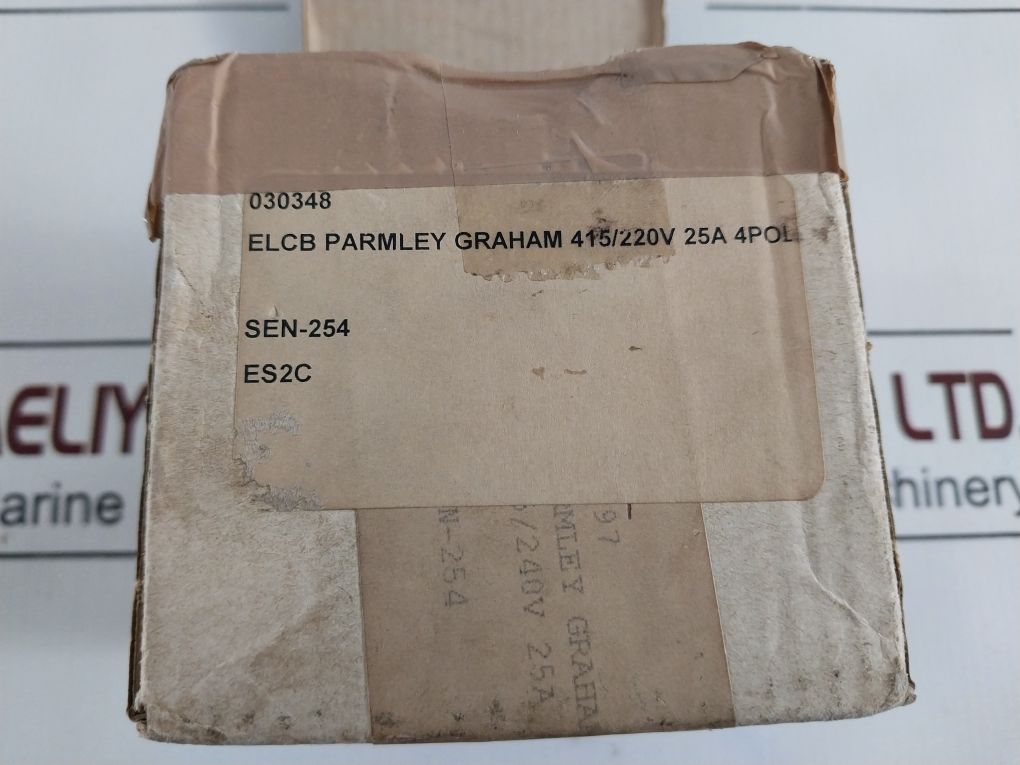 030348
ELCB PARMLEY GRAHAM 415/220V 25A 4POL
SEN-254
ES2C
LTD.
arine
hinery
97
MLEY GRAHA
/240V 25A
N-254